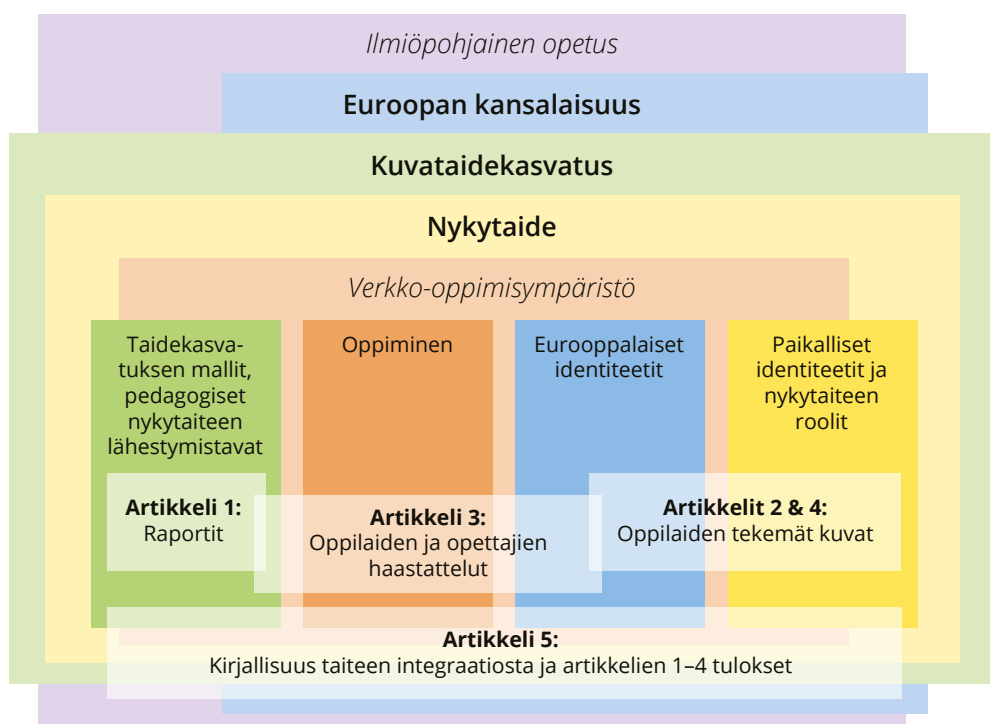 Ilmiöpohjainen opetus
Euroopan kansalaisuus
Kuvataidekasvatus
Nykytaide
Verkko-oppimisympäristö
Taidekasva-
tuksen mallit,
pedagogiset
nykytaiteen
lähestymistavat
Oppiminen
Eurooppalaiset
identiteetit
Paikalliset
identiteetit ja
nykytaiteen
roolit
Artikkeli 1:
Raportit
Artikkeli 3:
Oppilaiden ja opettajien
haastattelut
Artikkelit 2 & 4:
Oppilaiden tekemät kuvat
Artikkeli 5:
Kirjallisuus taiteen integraatiosta ja artikkelien 1–4 tulokset